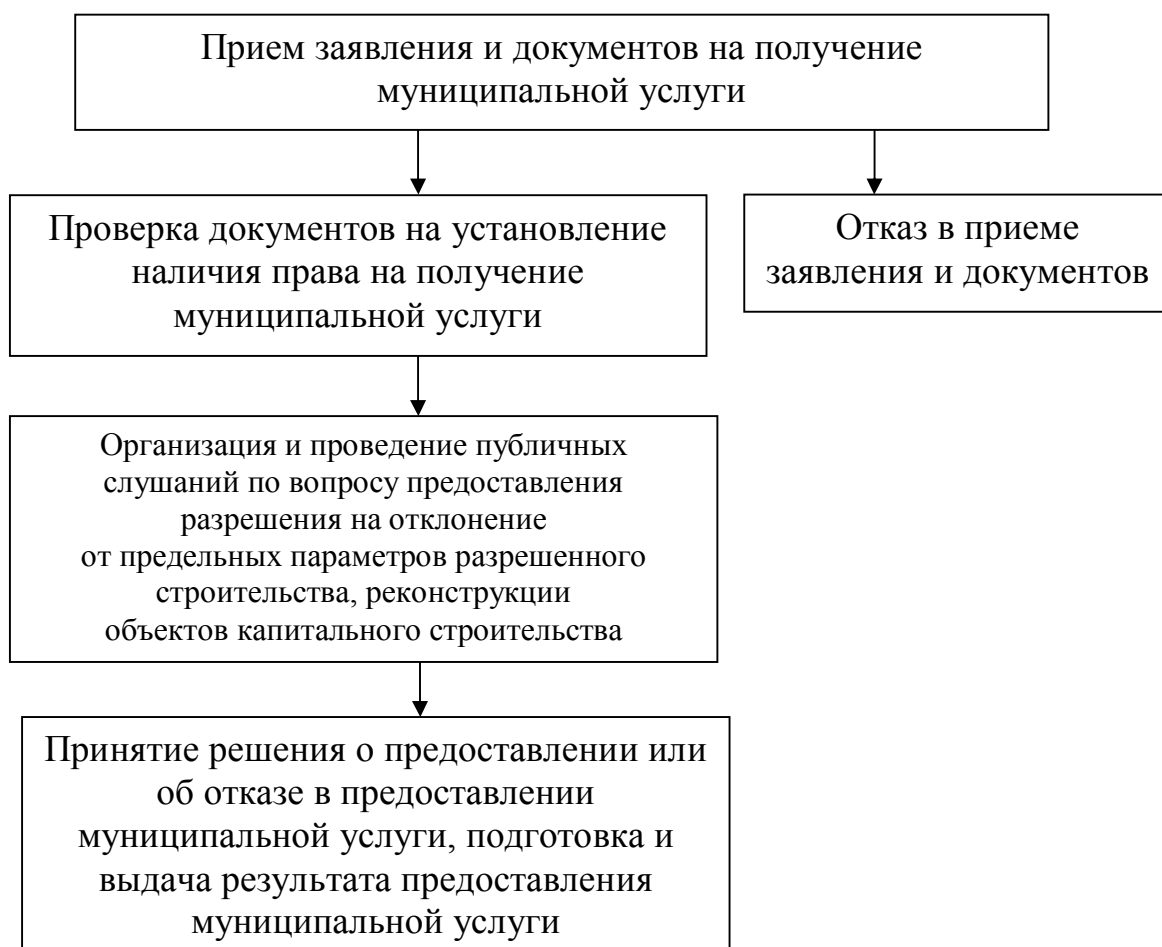 Прием заявления и документов на получение
муниципальной услуги
Проверка документов на установление
наличия права на получение
муниципальной услуги
Отказ в приеме
заявления и документов
Организация и проведение публичных
слушаний по вопросу предоставления
разрешения на отклонение
от предельных параметров разрешенного
строительства, реконструкции
объектов капитального строительства
Принятие решения о предоставлении или
об отказе в предоставлении
муниципальной услуги, подготовка и
выдача результата предоставления
муниципальной услуги